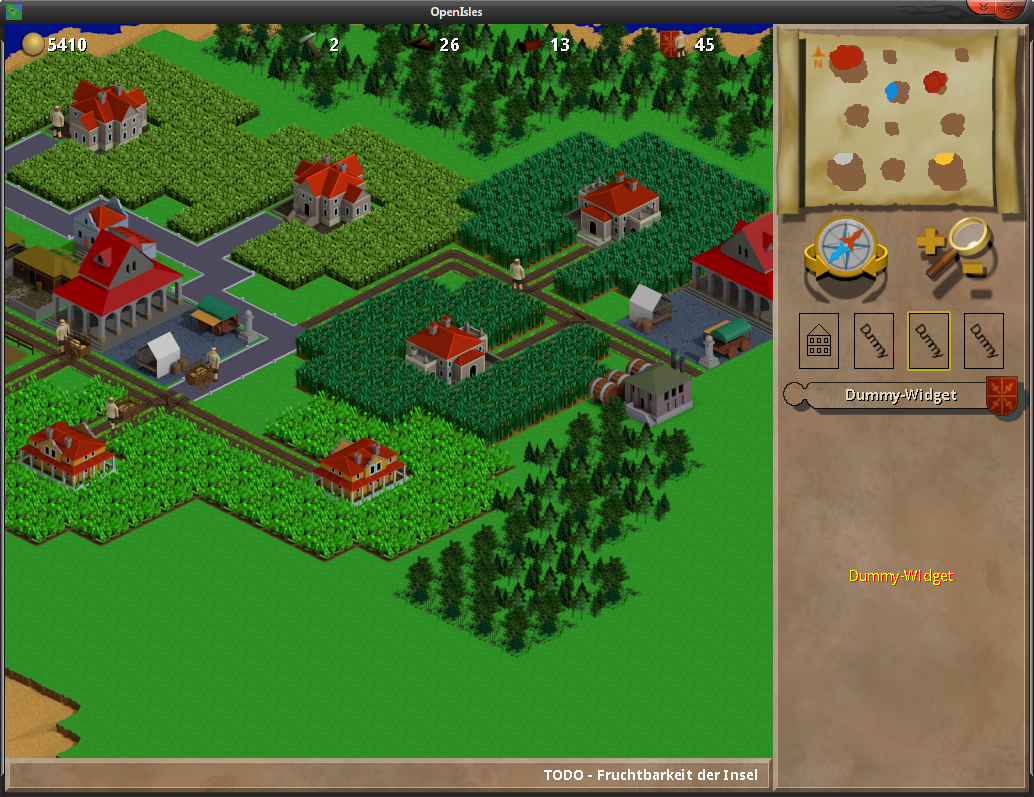 OpenIsles
5410
2
26
13
45
N
Dummy
Dummy
Dummy
Dummy-Widget
Dummy-Widget
TODO - Fruchtbarkeit der Insel